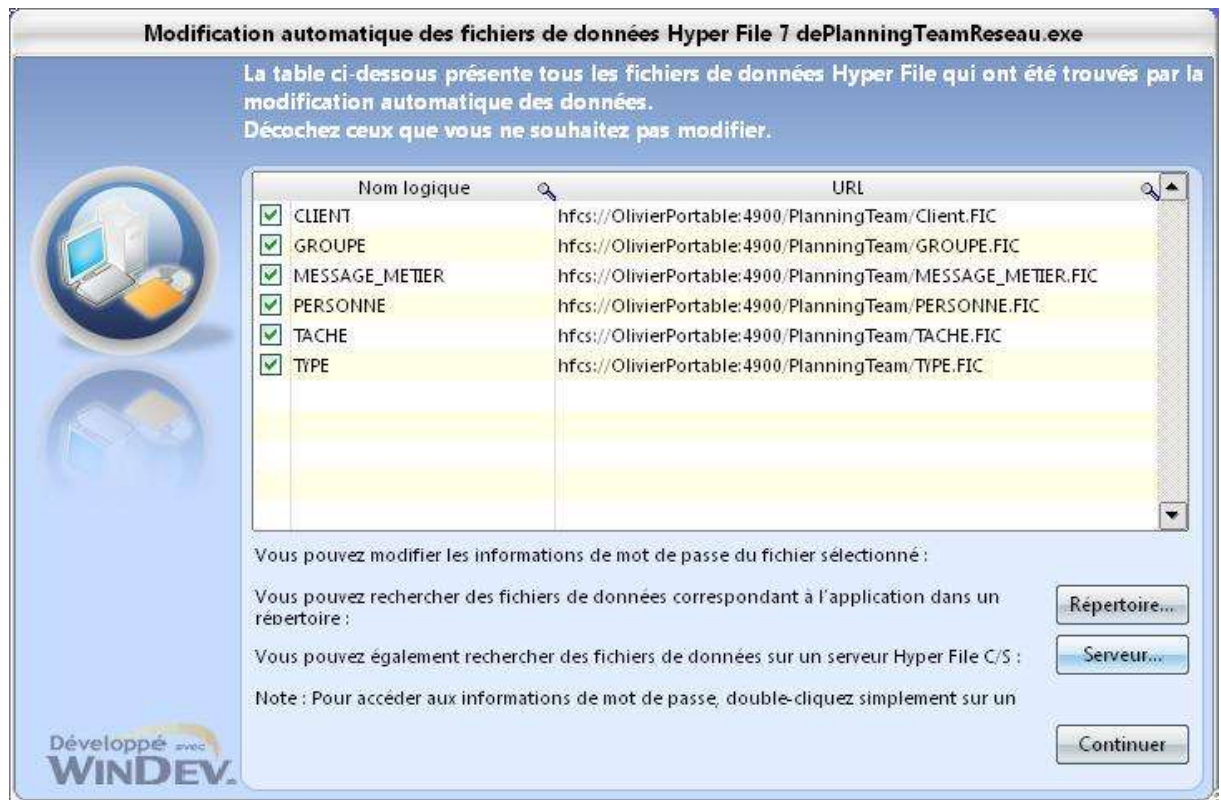 Modification automatique des fichiers de données Hyper File 7 dePlanningTeamReseau.exe
La table ci-dessous présente tous les fichiers de données Hyper File qui ont été trouvés par la
modification automatique des données.
Décochez ceux que vous ne souhaitez pas modifier.
Nom logique URL
CLIENT hfcs://OlivierPortable:4900/PlanningTeam/Client.FIC
GROUPE hfcs://OlivierPortable:4900/PlanningTeam/GROUPE.FIC
MESSAGE_METIER hfcs://OlivierPortable:4900/PlanningTeam/MESSAGE_METIER.FIC
PERSONNE hfcs://OlivierPortable:4900/PlanningTeam/PERSONNE.FIC
TACHE hfcs://OlivierPortable:4900/PlanningTeam/TACHE.FIC
TYPE hfcs://OlivierPortable:4900/PlanningTeam/TYPE.FIC
Vous pouvez modifier les informations de mot de passe du fichier sélectionné :
Vous pouvez rechercher des fichiers de données correspondant à l'application dans un
répertoire :
Répertoire...
Vous pouvez également rechercher des fichiers de données sur un serveur Hyper File C/S :
Serveur...
Note : Pour accéder aux informations de mot de passe, double-cliquez simplement sur un
Continuer
Développé avec
WINDEV